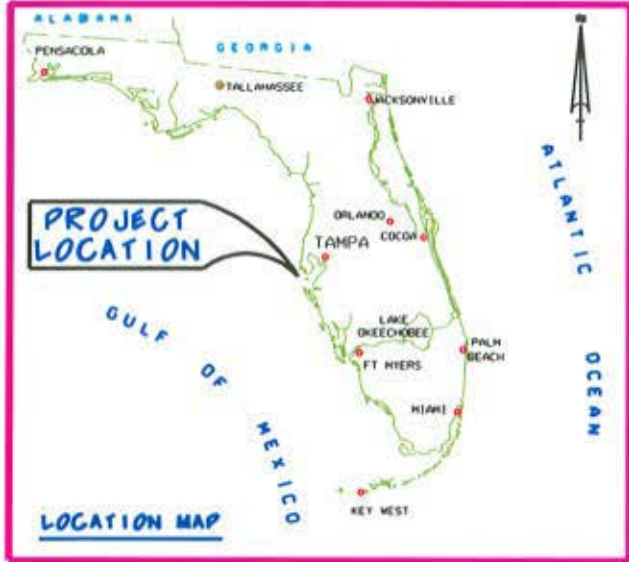 ALABAMA
GEORGIA
PENSACOLA
TALLAHASSEE
JACKSONVILLE
ATLANTIC
OCEAN
PROJECT
LOCATION
ORLANDO
COCOA
TAMPA
GULF OF MEXICO
LAKE
OKEECHOBEE
PALM
BEACH
FT MYERS
MIAMI
KEY WEST
LOCATION MAP